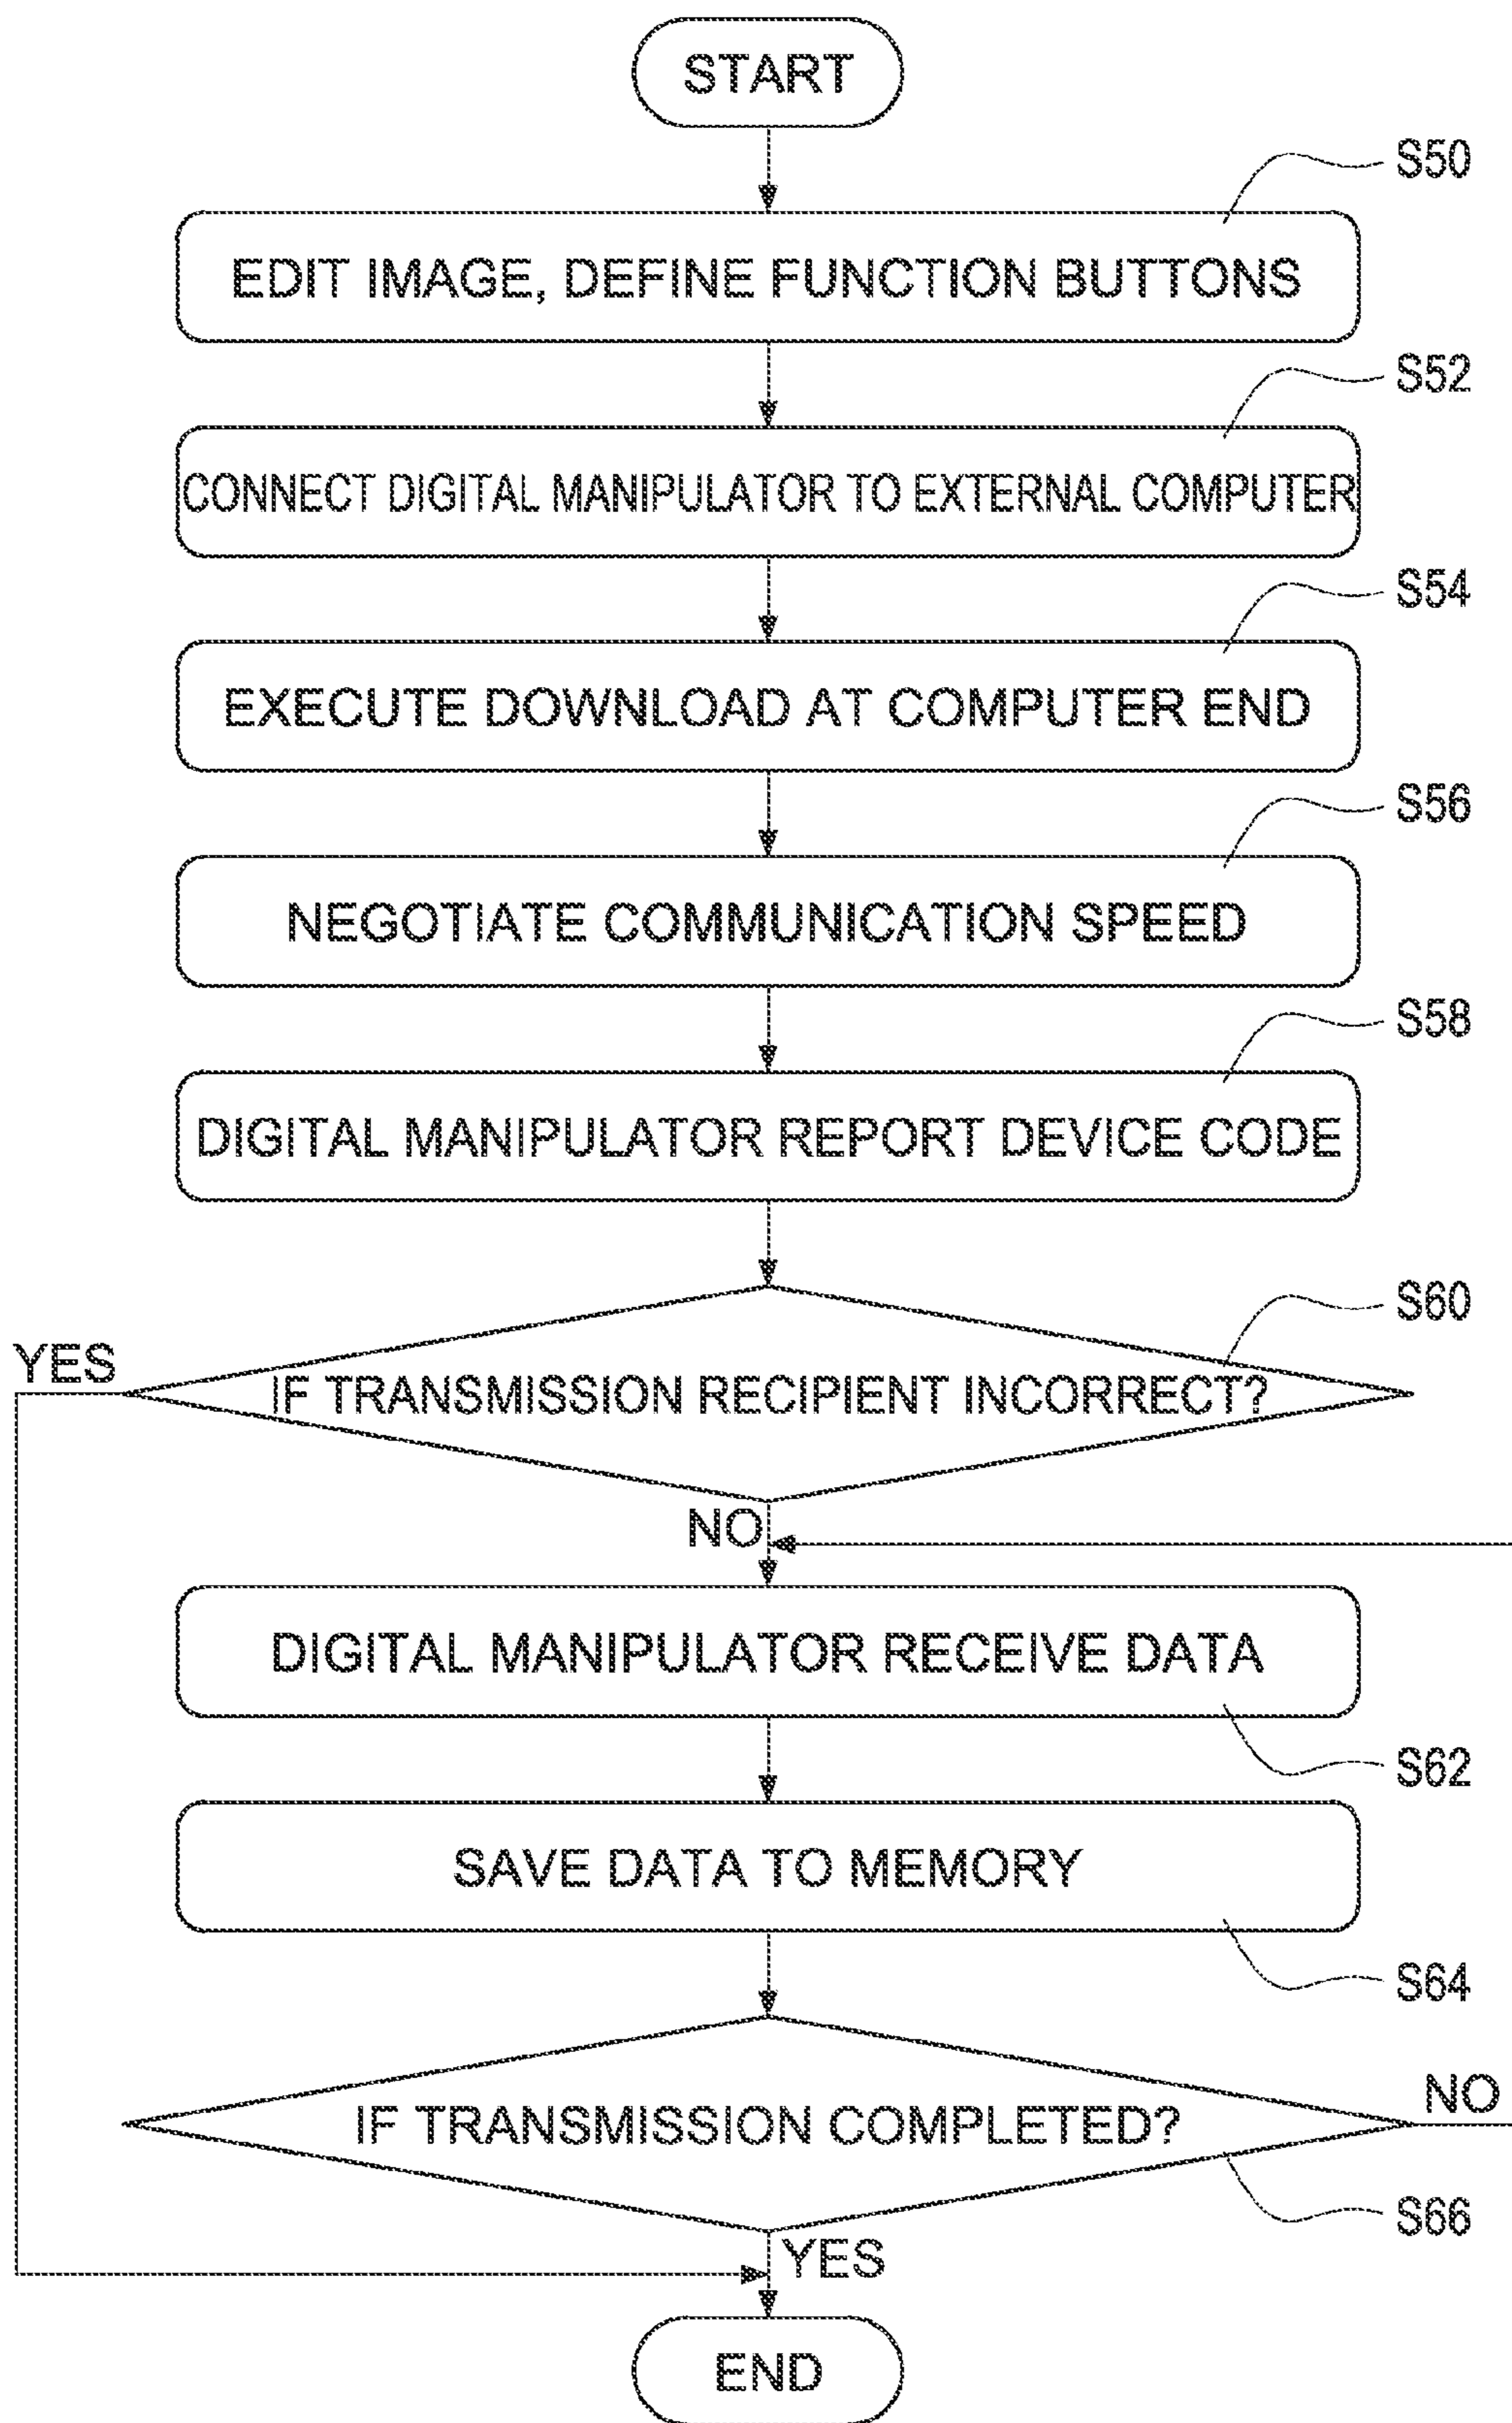 START
S50
EDIT IMAGE, DEFINE FUNCTION BUTTONS
S52
CONNECT DIGITAL MANIPULATOR TO EXTERNAL COMPUTER
S54
EXECUTE DOWNLOAD AT COMPUTER END
S56
NEGOTIATE COMMUNICATION SPEED
S58
DIGITAL MANIPULATOR REPORT DEVICE CODE
S60
YES
IF TRANSMISSION RECIPIENT INCORRECT?
NO
DIGITAL MANIPULATOR RECEIVE DATA
S62
SAVE DATA TO MEMORY
S64
NO
IF TRANSMISSION COMPLETED?
S66
YES
END